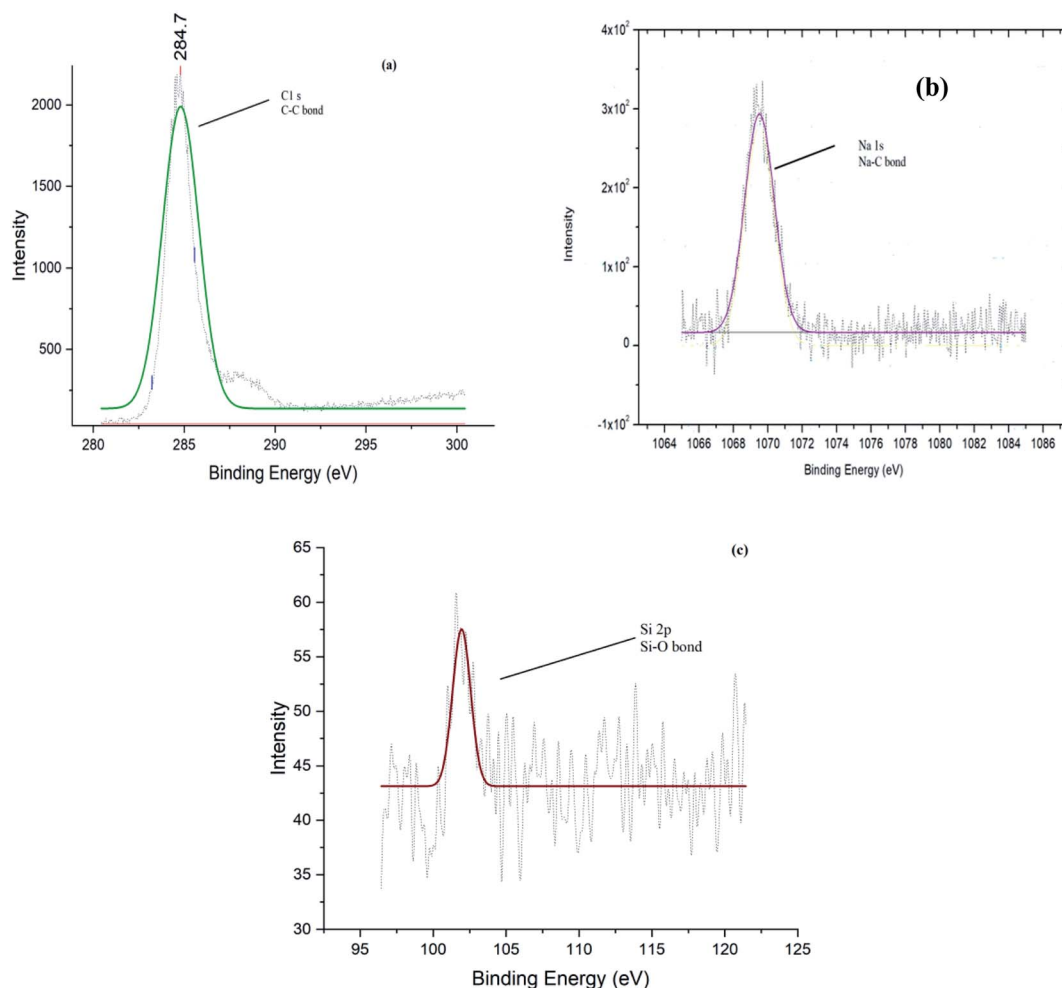 284.7
(a)
C1 s
C-C bond
2000
1500
1000
500
Intensity
280 285 290 295 300
Binding Energy (eV)
4x10²
3x10²
2x10²
1x10²
0
-1x10²
Intensity
(b)
Na 1s
Na-C bond
1064 1066 1068 1070 1072 1074 1076 1078 1080 1082 1084 1086
Binding Energy (eV)
65
60
55
50
45
40
35
30
Intensity
(c)
Si 2p
Si-O bond
95 100 105 110 115 120 125
Binding Energy (eV)